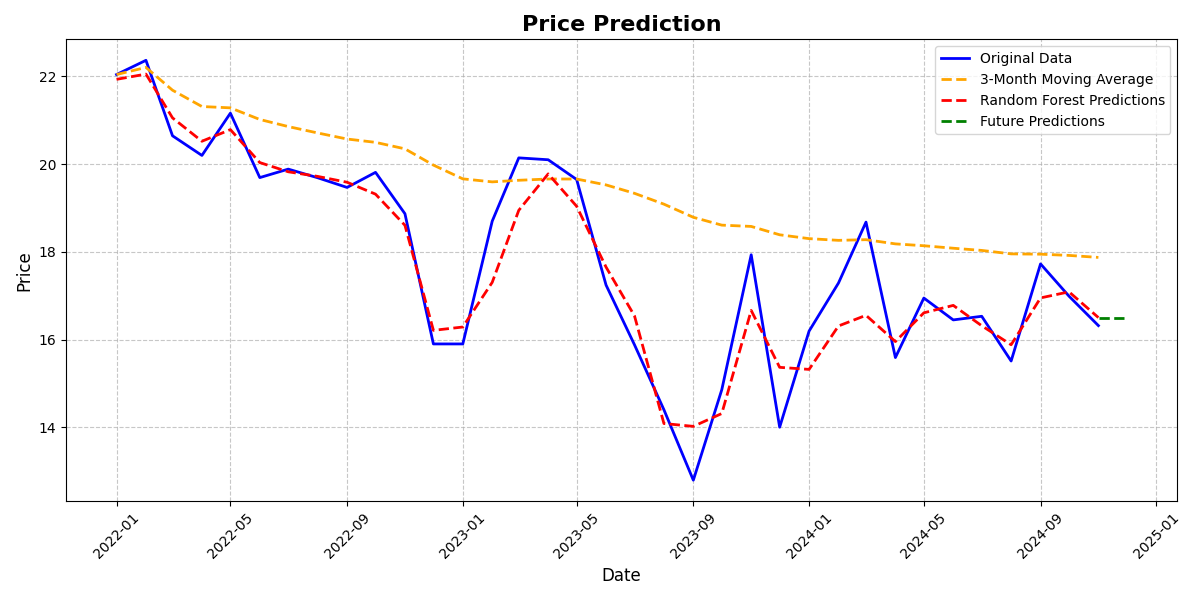 Price Prediction
Original Data
3-Month Moving Average
Random Forest Predictions
Future Predictions
Price
22
20
18
16
14
2022-01
2022-05
2022-09
2023-01
2023-05
2023-09
2024-01
2024-05
2024-09
2025-01
Date